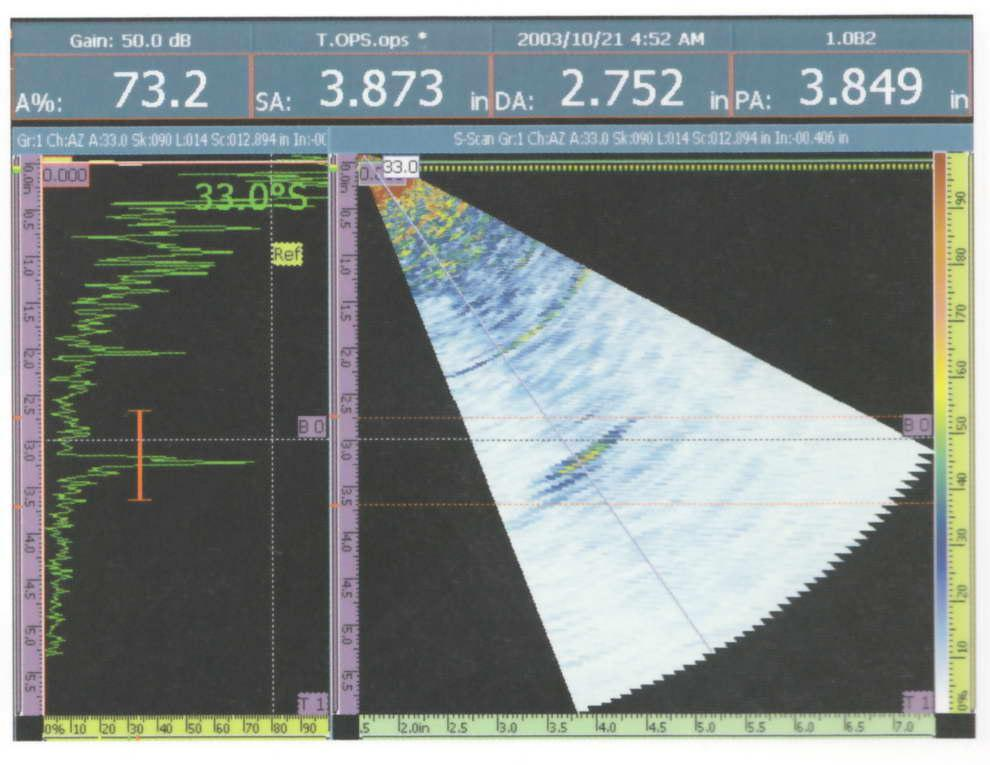 Gain: 50.0 dB
T.OPS.ops *
2003/10/21 4:52 AM
1.0B2
A%: 73.2
SA: 3.873 in
DA: 2.752 in
PA: 3.849 in
Gr:1 Ch:AZ A:33.0 Sk:090 L:014 Sc:012.894 in In:-00
S-Scan Gr:1 Ch:AZ A:33.0 Sk:090 L:014 Sc:012.894 in In:-00.406 in
0.000
33.0°S
Ref
B 0
T 1
0.0in 0.5 1.0 1.5 2.0 2.5 3.0 3.5 4.0 4.5 5.0 5.5
0% 10 20 30 40 50 60 70 80 90
33.0
B 0
T 1
0.0in 0.5 1.0 1.5 2.0 2.5 3.0 3.5 4.0 4.5 5.0 5.5
.5 2.0in 2.5 3.0 3.5 4.0 4.5 5.0 5.5 6.0 6.5 7.0
90 80 70 60 50 40 30 20 10 0%